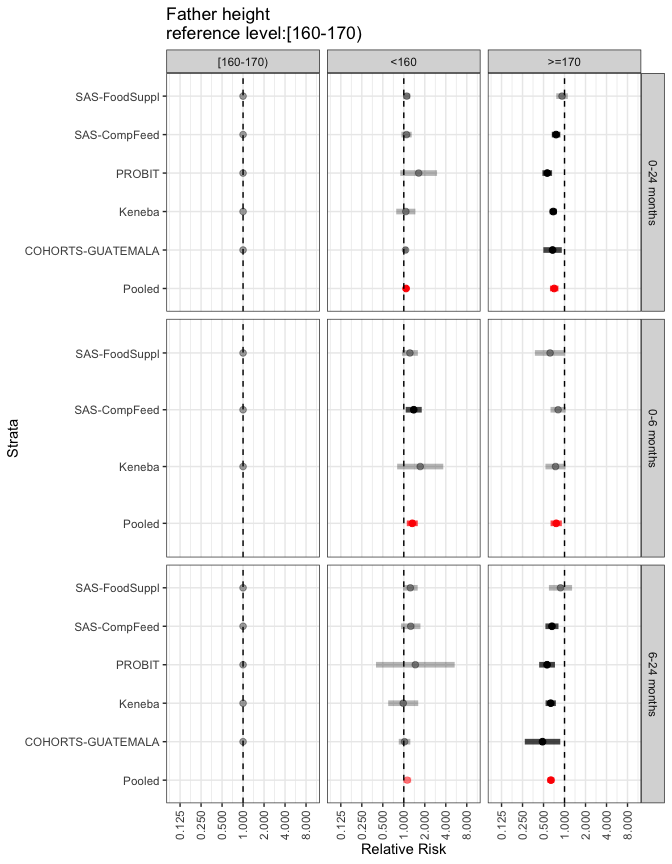 Father height
reference level:[160-170)
[160-170)
<160
>=170
SAS-FoodSuppl
SAS-CompFeed
PROBIT
Keneba
COHORTS-GUATEMALA
Pooled
0-24 months
SAS-FoodSuppl
SAS-CompFeed
Keneba
Pooled
0-6 months
SAS-FoodSuppl
SAS-CompFeed
PROBIT
Keneba
COHORTS-GUATEMALA
Pooled
6-24 months
Strata
0.125
0.250
0.500
1.000
2.000
4.000
8.000
0.125
0.250
0.500
1.000
2.000
4.000
8.000
0.125
0.250
0.500
1.000
2.000
4.000
8.000
Relative Risk